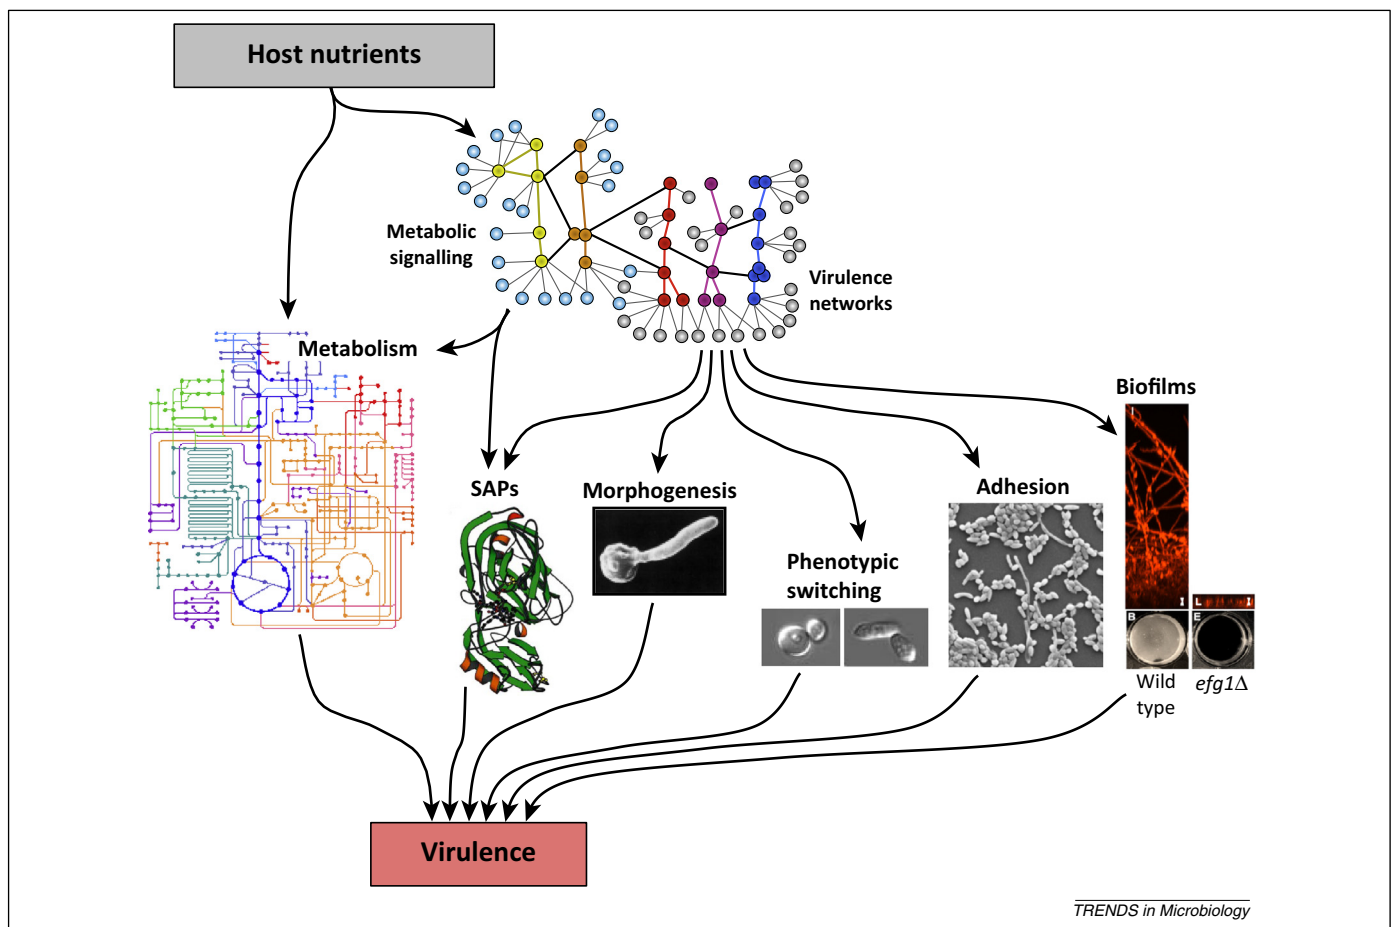 Host nutrients
Metabolic
signalling
Virulence
networks
Metabolism
Biofilms
SAPs
Morphogenesis
Adhesion
Phenotypic
switching
I
L
I
B
E
Wild
type
efg1Δ
Virulence
TRENDS in Microbiology